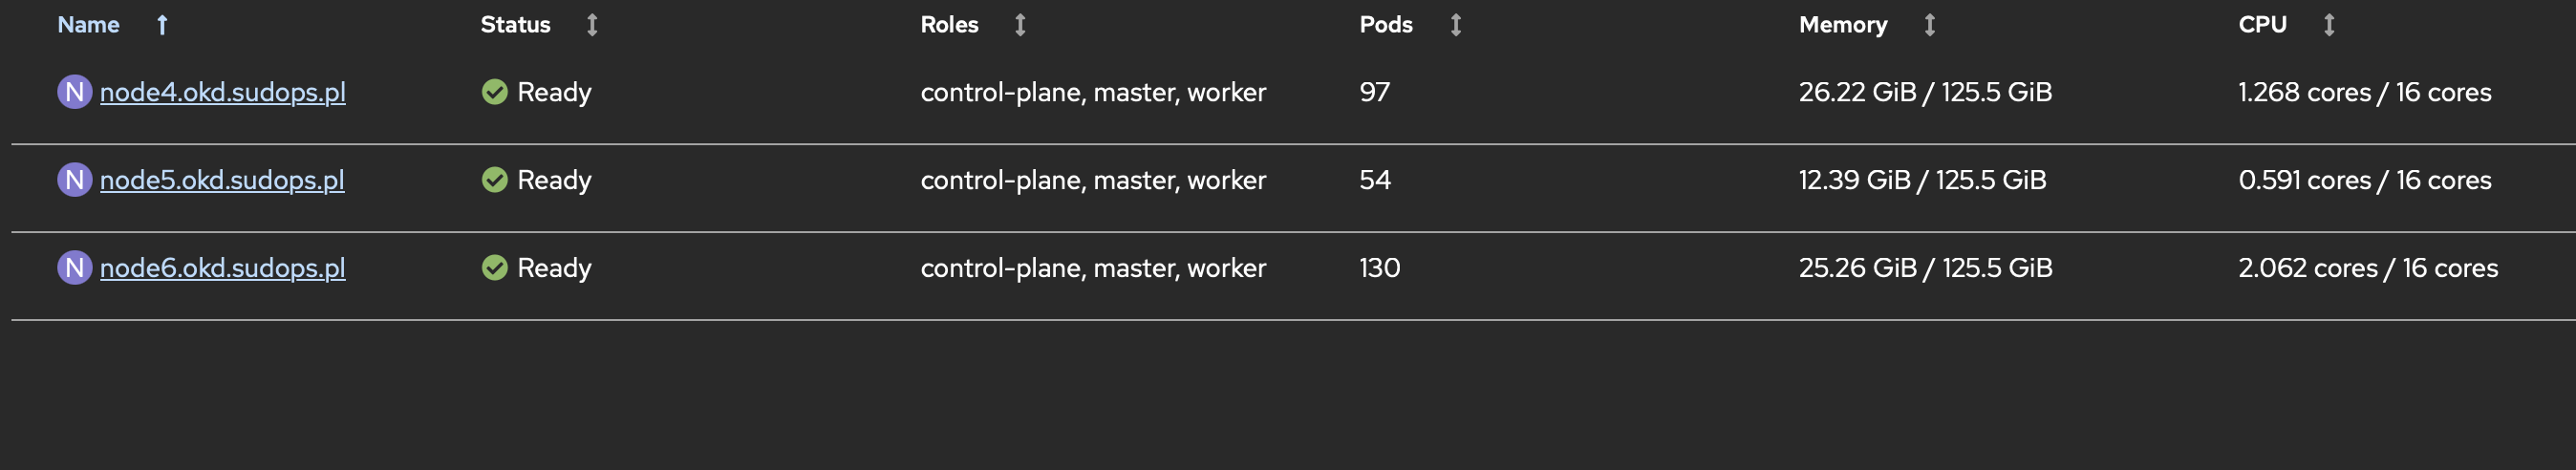 Name Status Roles Pods Memory CPU
N node4.okd.sudops.pl Ready control-plane, master, worker 97 26.22 GiB / 125.5 GiB 1.268 cores / 16 cores
N node5.okd.sudops.pl Ready control-plane, master, worker 54 12.39 GiB / 125.5 GiB 0.591 cores / 16 cores
N node6.okd.sudops.pl Ready control-plane, master, worker 130 25.26 GiB / 125.5 GiB 2.062 cores / 16 cores